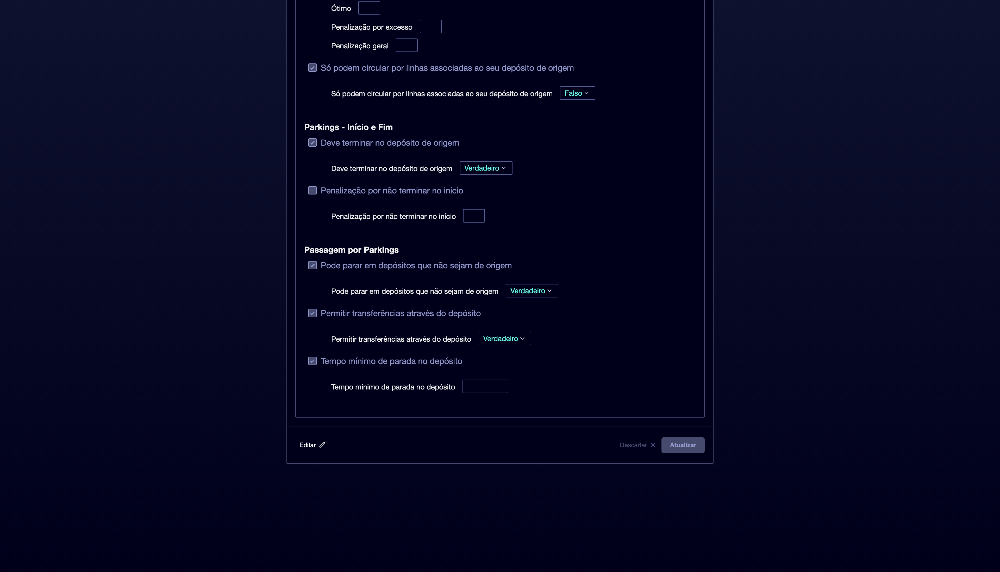 Ótimo
Penalização por excesso
Penalização geral
Só podem circular por linhas associadas ao seu depósito de origem
Só podem circular por linhas associadas ao seu depósito de origem Falso
Parkings - Início e Fim
Deve terminar no depósito de origem
Deve terminar no depósito de origem Verdadeiro
Penalização por não terminar no início
Penalização por não terminar no início
Passagem por Parkings
Pode parar em depósitos que não sejam de origem
Pode parar em depósitos que não sejam de origem Verdadeiro
Permitir transferências através do depósito
Permitir transferências através do depósito Verdadeiro
Tempo mínimo de parada no depósito
Tempo mínimo de parada no depósito
Editar Descartar Atualizar